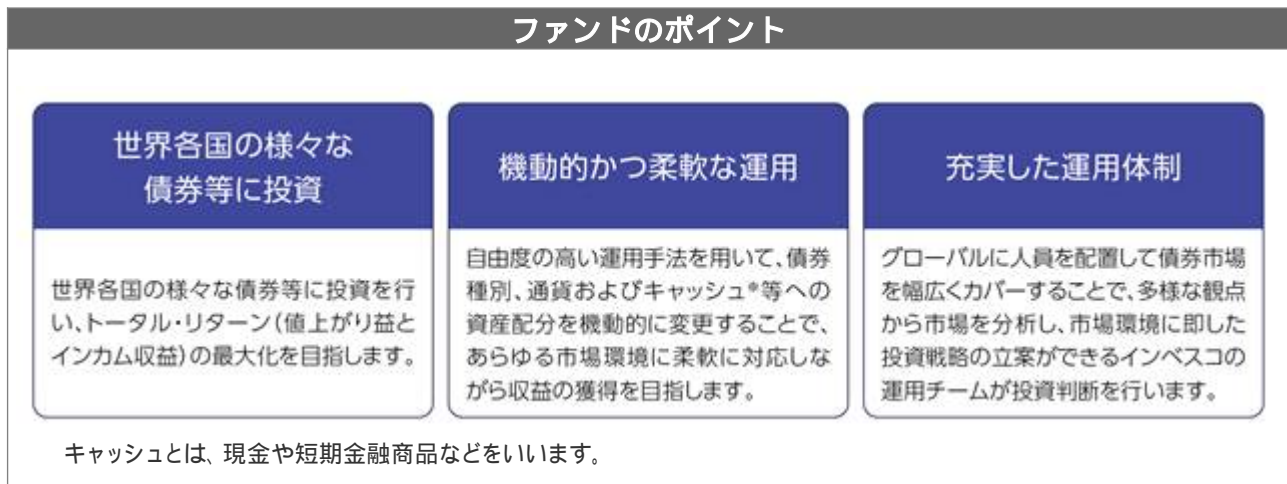 ファンドのポイント
世界各国の様々な
債券等に投資
世界各国の様々な債券等に投資を行
い、トータル・リターン（値上がり益と
インカム収益）の最大化を目指します。
機動的かつ柔軟な運用
自由度の高い運用手法を用いて、債券
種別、通貨およびキャッシュ*等への
資産配分を機動的に変更することで、
あらゆる市場環境に柔軟に対応しな
がら収益の獲得を目指します。
充実した運用体制
グローバルに人員を配置して債券市場
を幅広くカバーすることで、多様な観点
から市場を分析し、市場環境に即した
投資戦略の立案ができるインベスコの
運用チームが投資判断を行います。
キャッシュとは、現金や短期金融商品などをいいます。